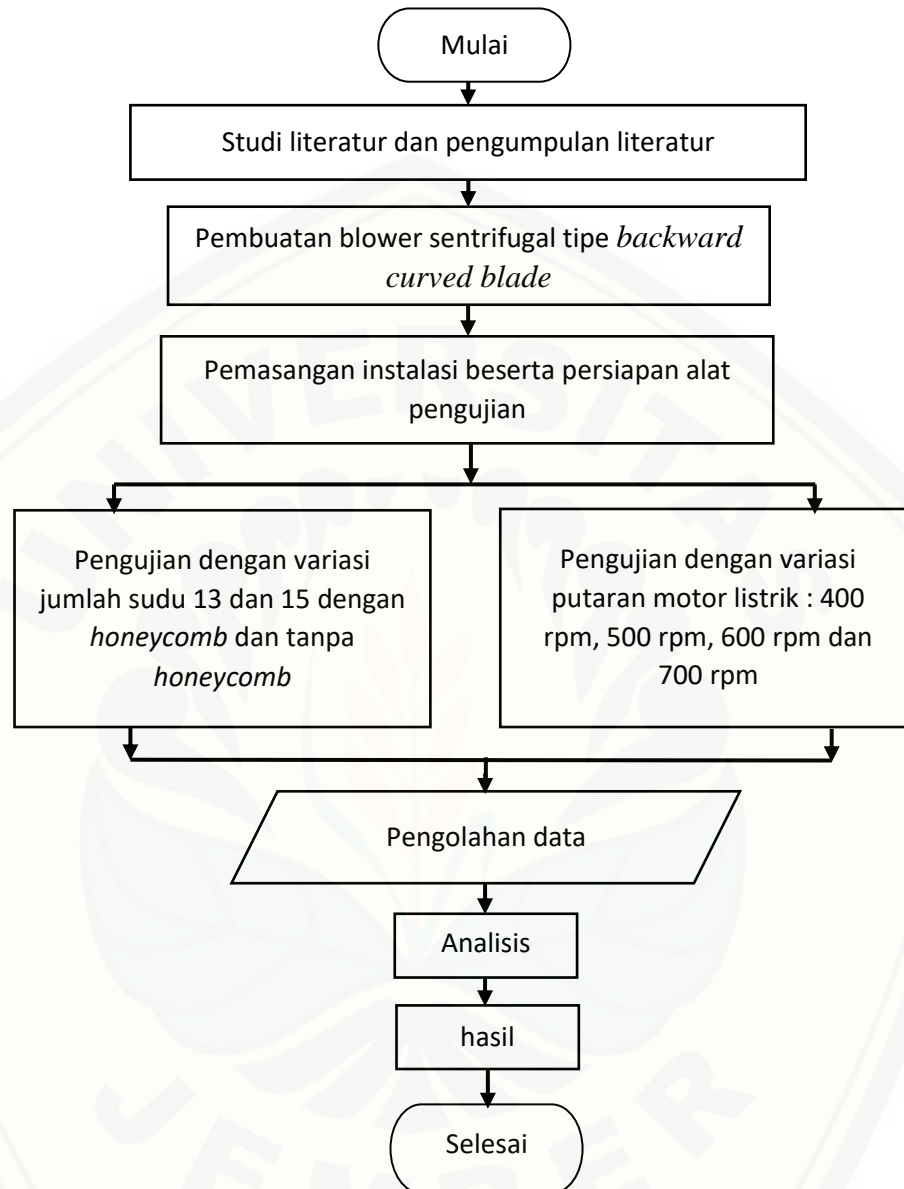 Mulai
Studi literatur dan pengumpulan literatur
Pembuatan blower sentrifugal tipe backward
curved blade
Pemasangan instalasi beserta persiapan alat
pengujian
Pengujian dengan variasi
jumlah sudu 13 dan 15 dengan
honeycomb dan tanpa
honeycomb
Pengujian dengan variasi
putaran motor listrik : 400
rpm, 500 rpm, 600 rpm dan
700 rpm
Pengolahan data
Analisis
hasil
Selesai
UNIVERSITAS
JEMBER